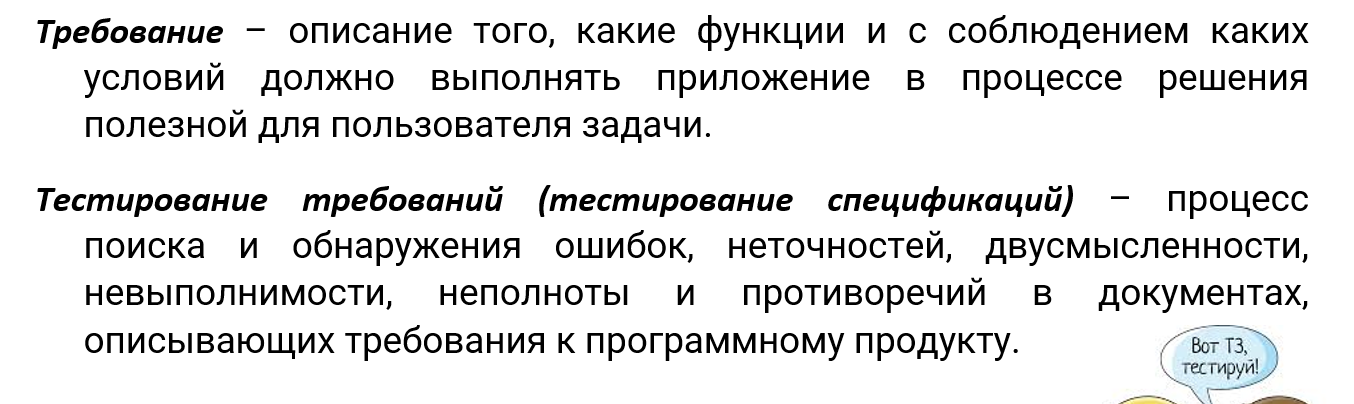 Требование – описание того, какие функции и с соблюдением каких
условий должно выполнять приложение в процессе решения
полезной для пользователя задачи.
Тестирование требований (тестирование спецификаций) – процесс
поиска и обнаружения ошибок, неточностей, двусмысленности,
невыполнимости, неполноты и противоречий в документах,
описывающих требования к программному продукту.
Вот ТЗ,
тестируй!